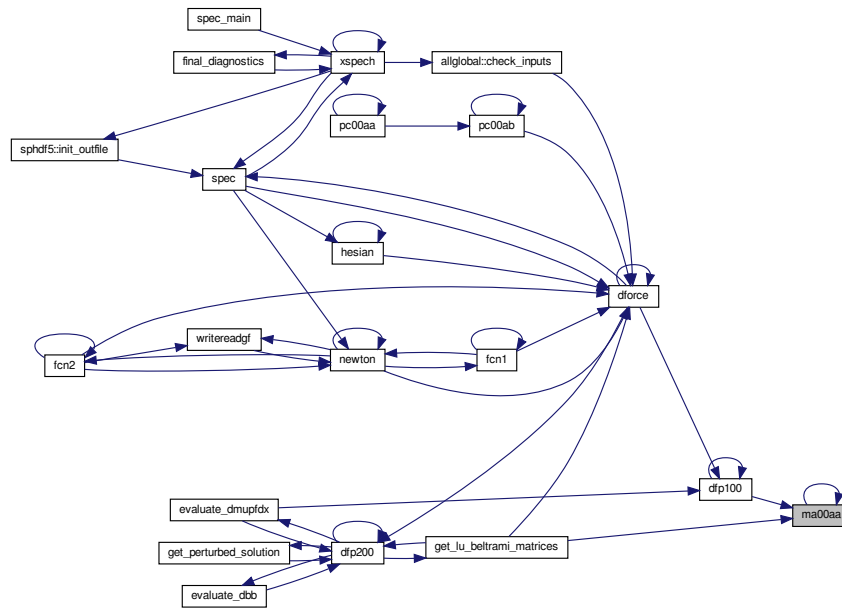 spec_main
final_diagnostics
xspech
allglobal::check_inputs
pc00aa
pc00ab
sphdf5::init_outfile
spec
hesian
dforce
writereadgf
fcn2
newton
fcn1
dfp100
evaluate_dmupfdx
ma00aa
get_perturbed_solution
dfp200
get_lu_beltrami_matrices
evaluate_dbb